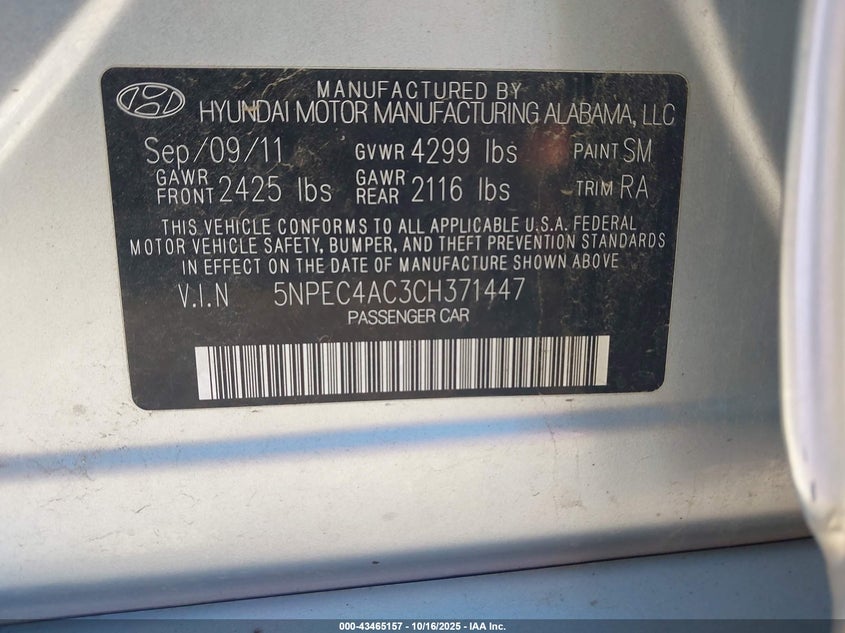 MANUFACTURED BY
HYUNDAI MOTOR MANUFACTURING ALABAMA, LLC
Sep/09/11 GVWR 4299 lbs PAINT SM
GAWR FRONT 2425 lbs GAWR REAR 2116 lbs TRIM RA
THIS VEHICLE CONFORMS TO ALL APPLICABLE U.S.A. FEDERAL
MOTOR VEHICLE SAFETY, BUMPER, AND THEFT PREVENTION STANDARDS
IN EFFECT ON THE DATE OF MANUFACTURE SHOWN ABOVE
V.I.N 5NPEC4AC3CH371447
PASSENGER CAR
000-43465157 - 10/16/2025 - IAA Inc.